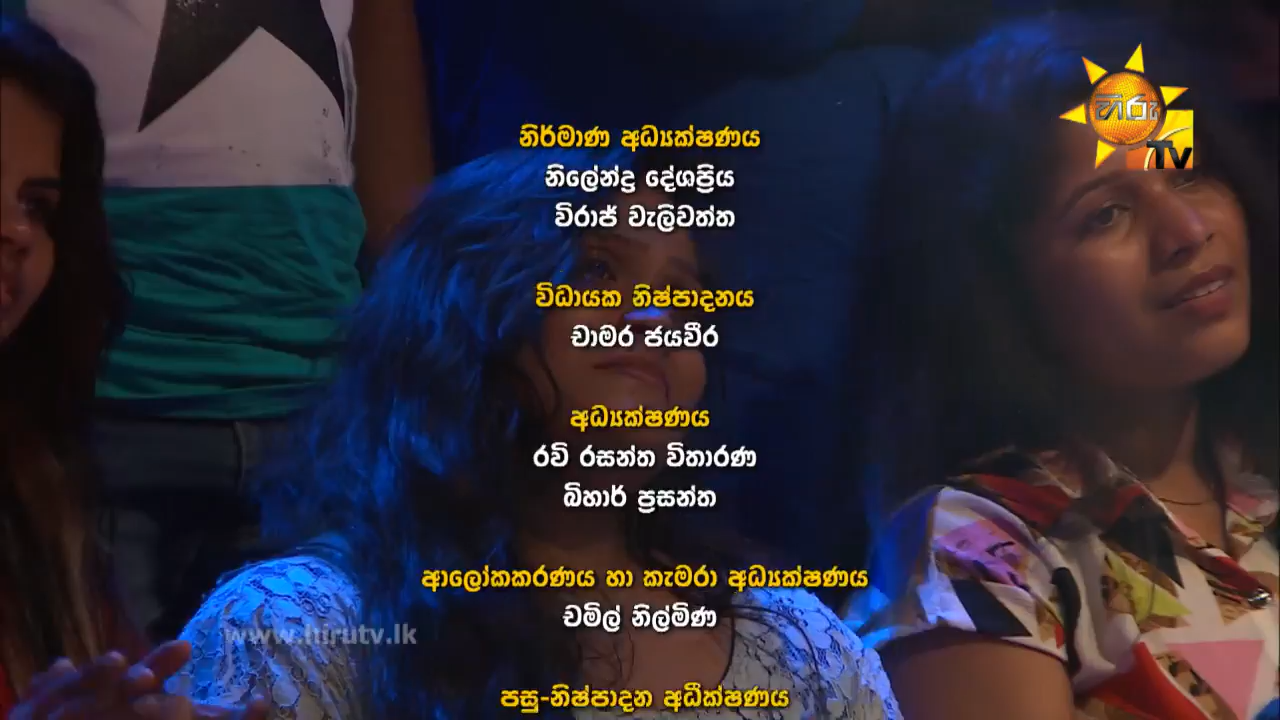 හිරු
TV
නිර්මාණ අධ්‍යක්ෂණය
නිලේන්ද්‍ර දේශප්‍රිය
විරාජ් වැලිවත්ත
විධායක නිෂ්පාදනය
චාමර ජයවීර
අධ්‍යක්ෂණය
රවි රසන්ත විතාරණ
ඛිහාර් ප්‍රසන්ත
ආලෝකකරණය හා කැමරා අධ්‍යක්ෂණය
චමිල් නිල්මිණ
www.hirutv.lk
පසු-නිෂ්පාදන අධීක්ෂණය